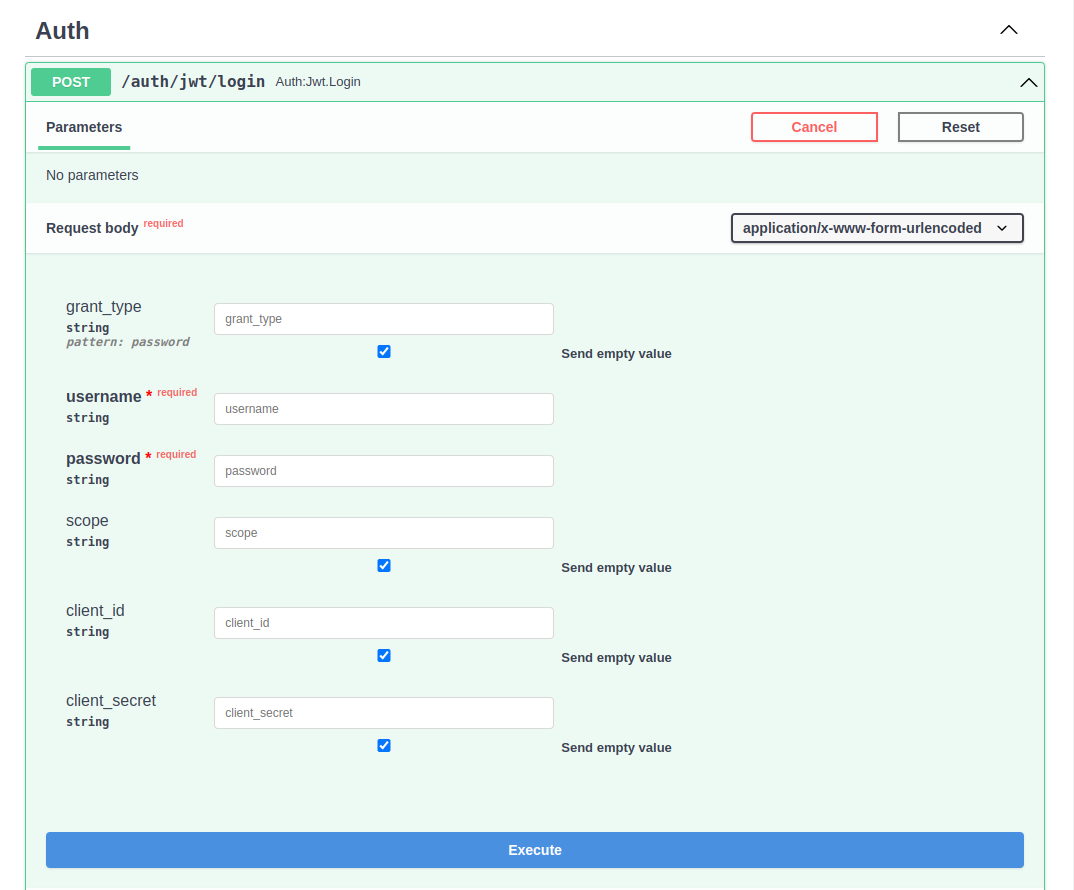 Auth
POST /auth/jwt/login Auth:Jwt.Login
Parameters Cancel Reset
No parameters
Request body required application/x-www-form-urlencoded
grant_type
string
pattern: password
grant_type
Send empty value
username * required
string
username
password * required
string
password
scope
string
scope
Send empty value
client_id
string
client_id
Send empty value
client_secret
string
client_secret
Send empty value
Execute